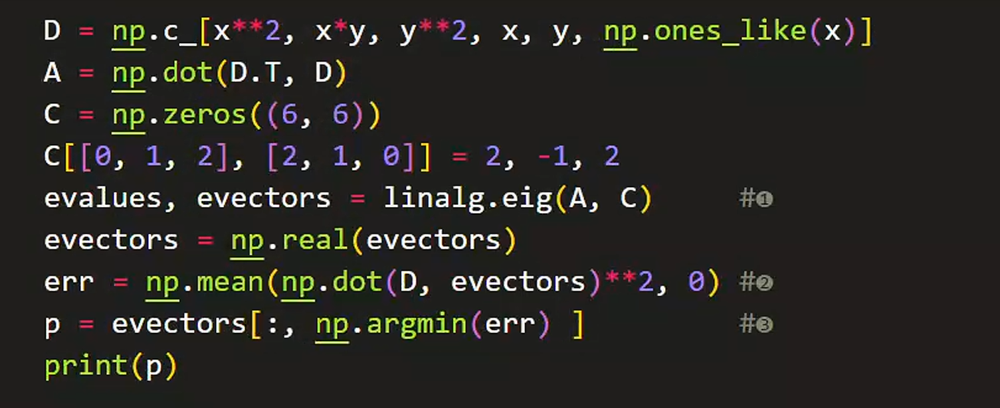 D = np.c_[x**2, x*y, y**2, x, y, np.ones_like(x)]
A = np.dot(D.T, D)
C = np.zeros((6, 6))
C[[0, 1, 2], [2, 1, 0]] = 2, -1, 2
evalues, evectors = linalg.eig(A, C)     #❶
evectors = np.real(evectors)
err = np.mean(np.dot(D, evectors)**2, 0) #❷
p = evectors[:, np.argmin(err) ]         #❸
print(p)